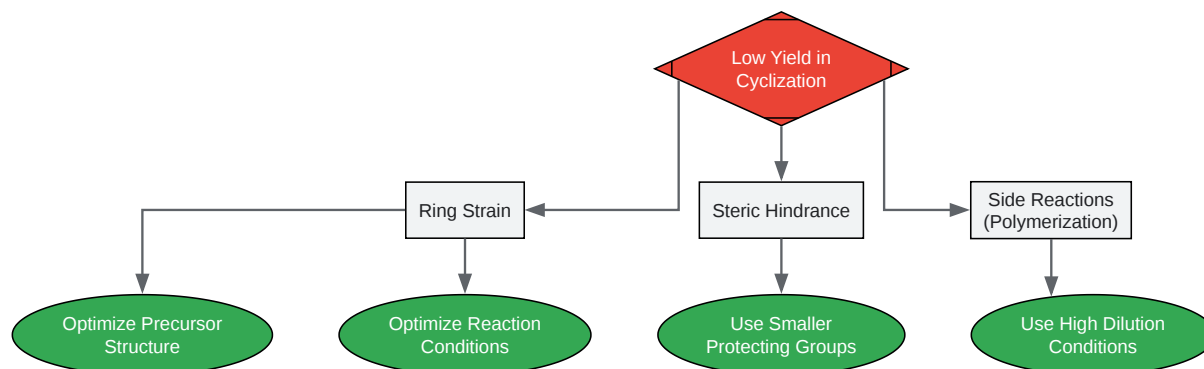 Low Yield in
Cyclization
Ring Strain
Steric Hindrance
Side Reactions
(Polymerization)
Optimize Precursor
Structure
Optimize Reaction
Conditions
Use Smaller
Protecting Groups
Use High Dilution
Conditions